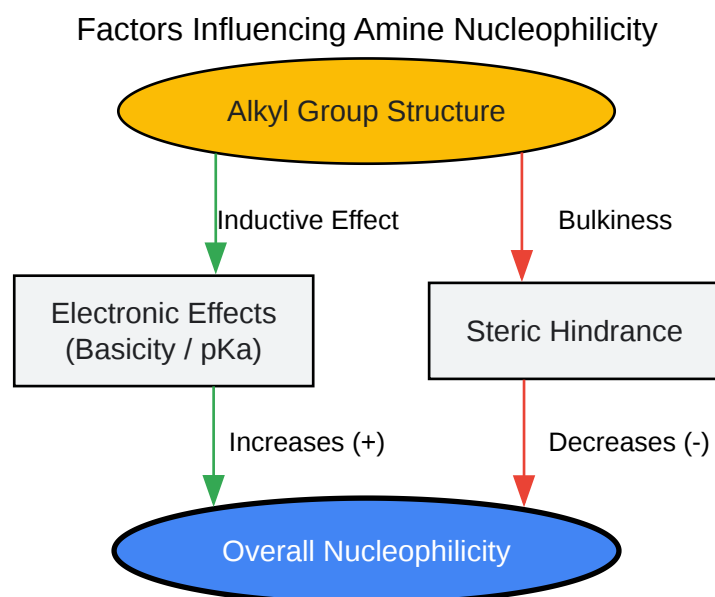 Factors Influencing Amine Nucleophilicity
Alkyl Group Structure
Inductive Effect
Bulkiness
Electronic Effects
(Basicity / pKa)
Steric Hindrance
Increases (+)
Decreases (-)
Overall Nucleophilicity